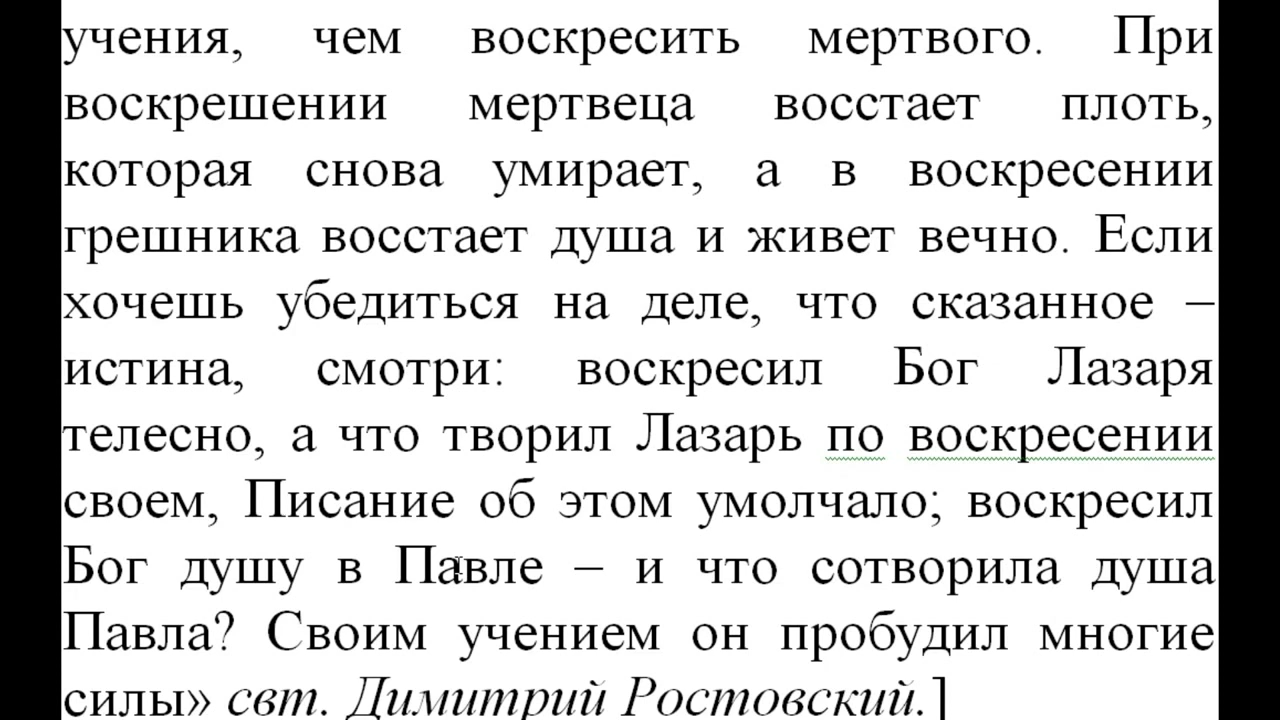 учения, чем воскресить мертвого. При
воскрешении мертвеца восстает плоть,
которая снова умирает, а в воскресении
грешника восстает душа и живет вечно. Если
хочешь убедиться на деле, что сказанное –
истина, смотри: воскресил Бог Лазаря
телесно, а что творил Лазарь по воскресении
своем, Писание об этом умолчало; воскресил
Бог душу в Павле – и что сотворила душа
Павла? Своим учением он пробудил многие
силы» свт. Димитрий Ростовский.]